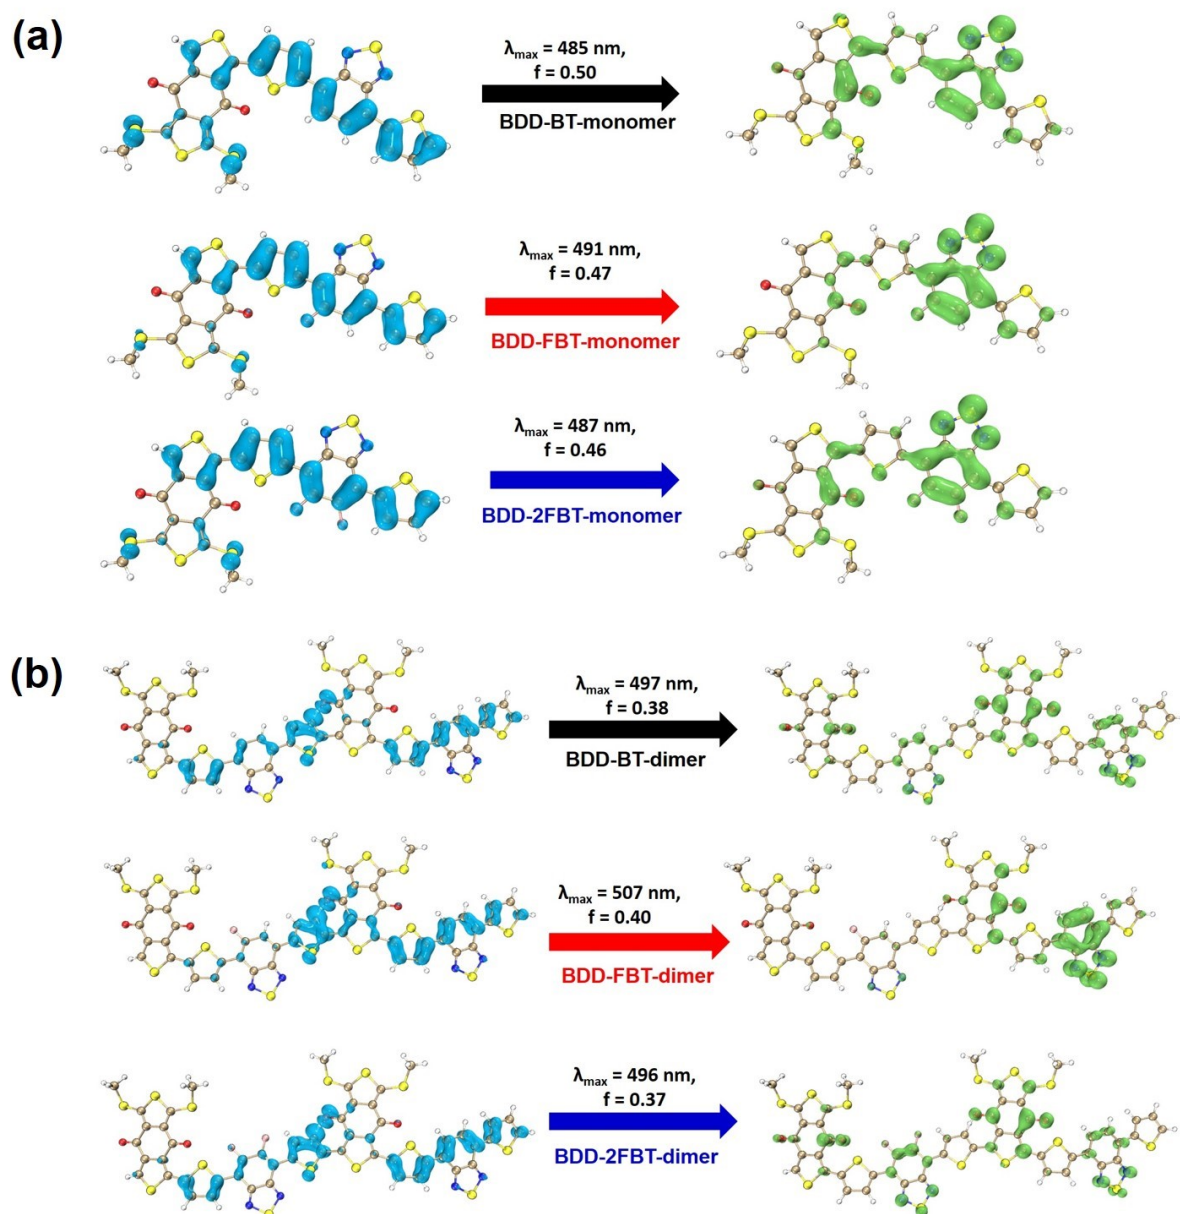 (a)
λmax = 485 nm,
f = 0.50
BDD-BT-monomer
λmax = 491 nm,
f = 0.47
BDD-FBT-monomer
λmax = 487 nm,
f = 0.46
BDD-2FBT-monomer
(b)
λmax = 497 nm,
f = 0.38
BDD-BT-dimer
λmax = 507 nm,
f = 0.40
BDD-FBT-dimer
λmax = 496 nm,
f = 0.37
BDD-2FBT-dimer